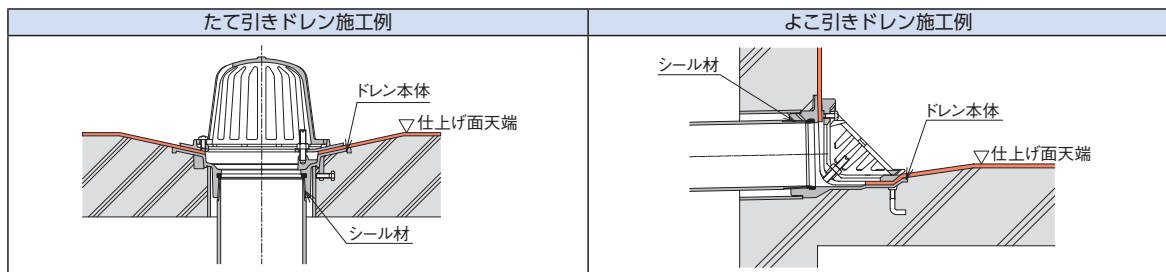 たて引きドレン施工例
よこ引きドレン施工例
ドレン本体
▽仕上げ面天端
シール材
シール材
ドレン本体
▽仕上げ面天端